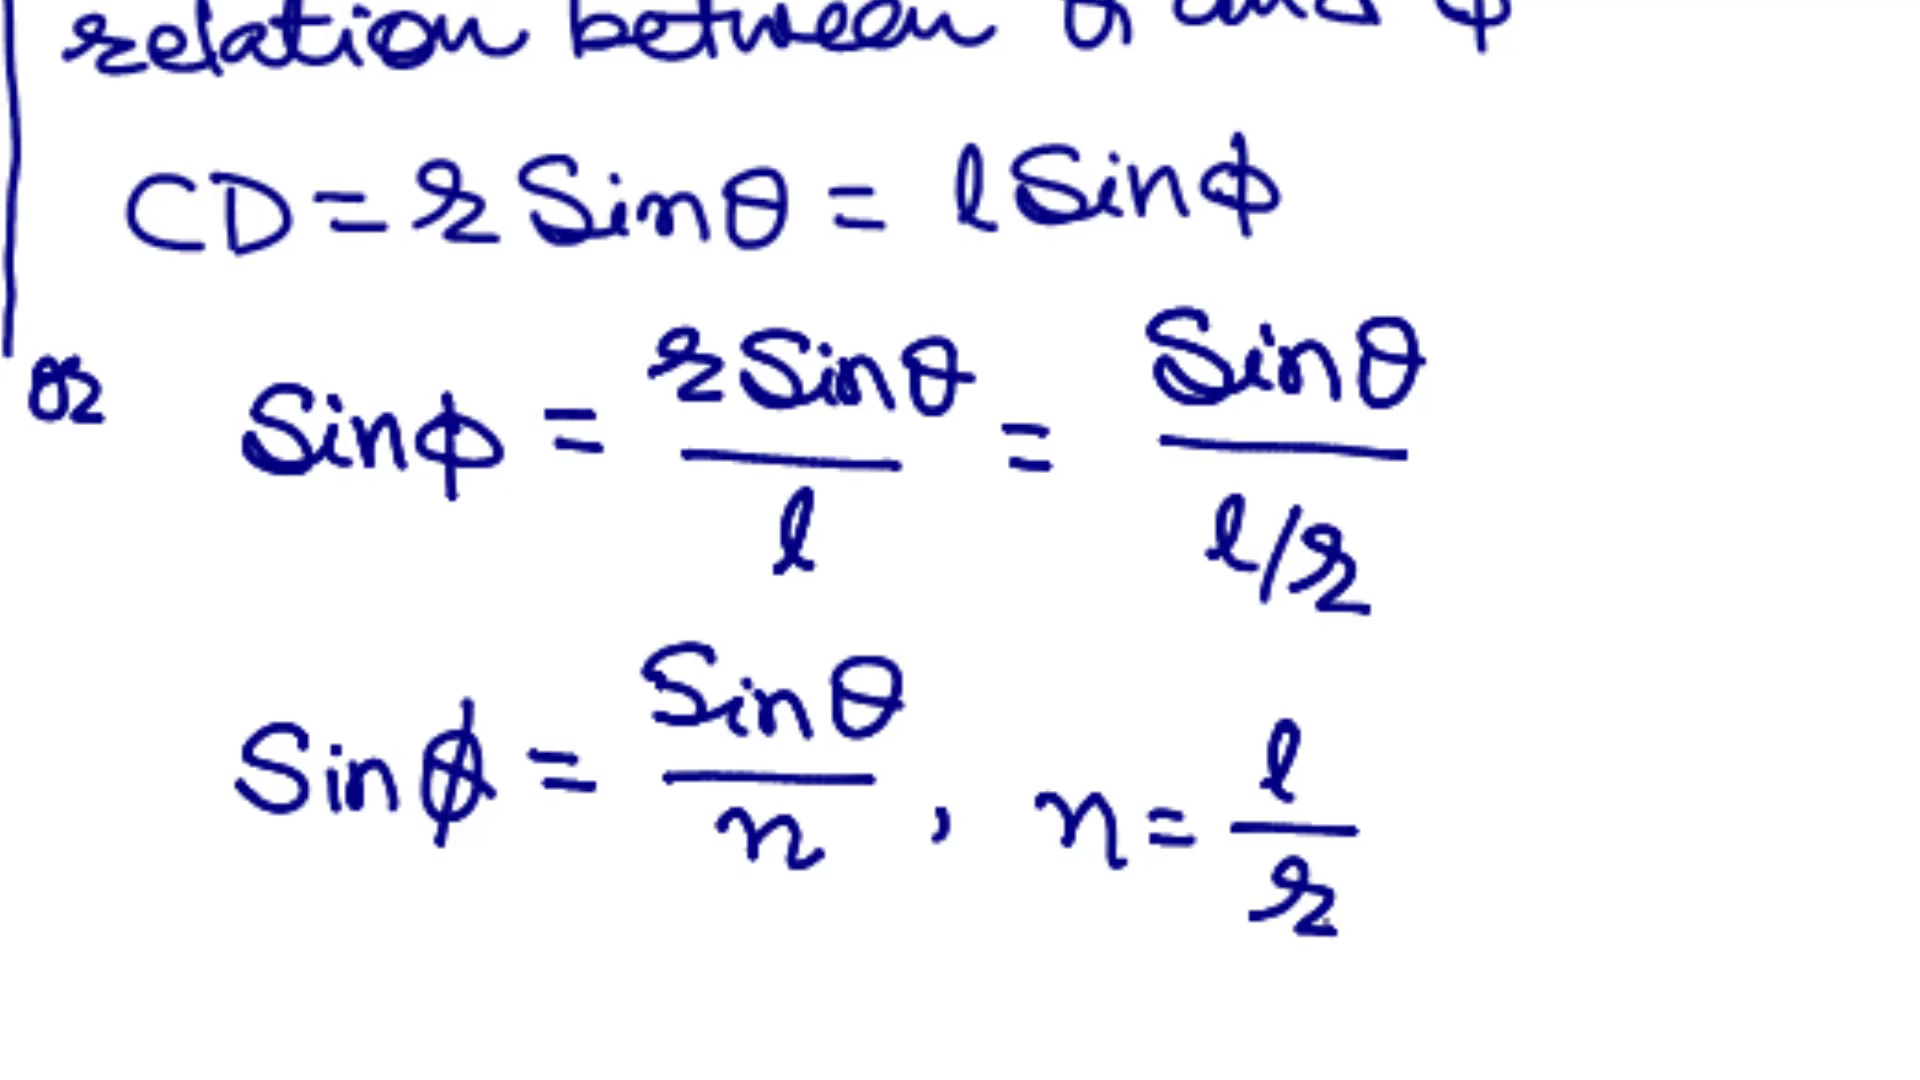 relation between θ and φ
CD = r Sinθ = l Sinφ
or Sinφ = r Sinθ / l = Sinθ / l/r
Sinφ = Sinθ / n , n = l / r